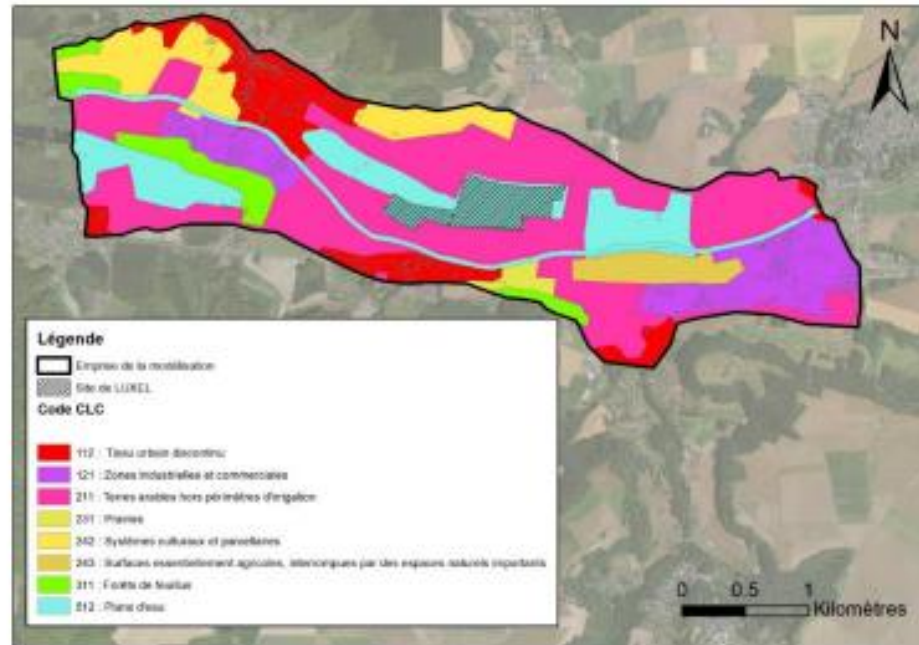 N
Légende
Emprise de la modélisation
Site de LUXEL
Code CLC
112 : Tissu urbain discontinu
121 : Zones industrielles et commerciales
211 : Terres arables hors périmètres d'irrigation
231 : Prairies
242 : Systèmes culturaux et parcellaires
243 : Surfaces essentiellement agricoles, interrompues par des espaces naturels importants
311 : Forêts de feuillus
512 : Plans d'eau
0 0.5 1
Kilomètres